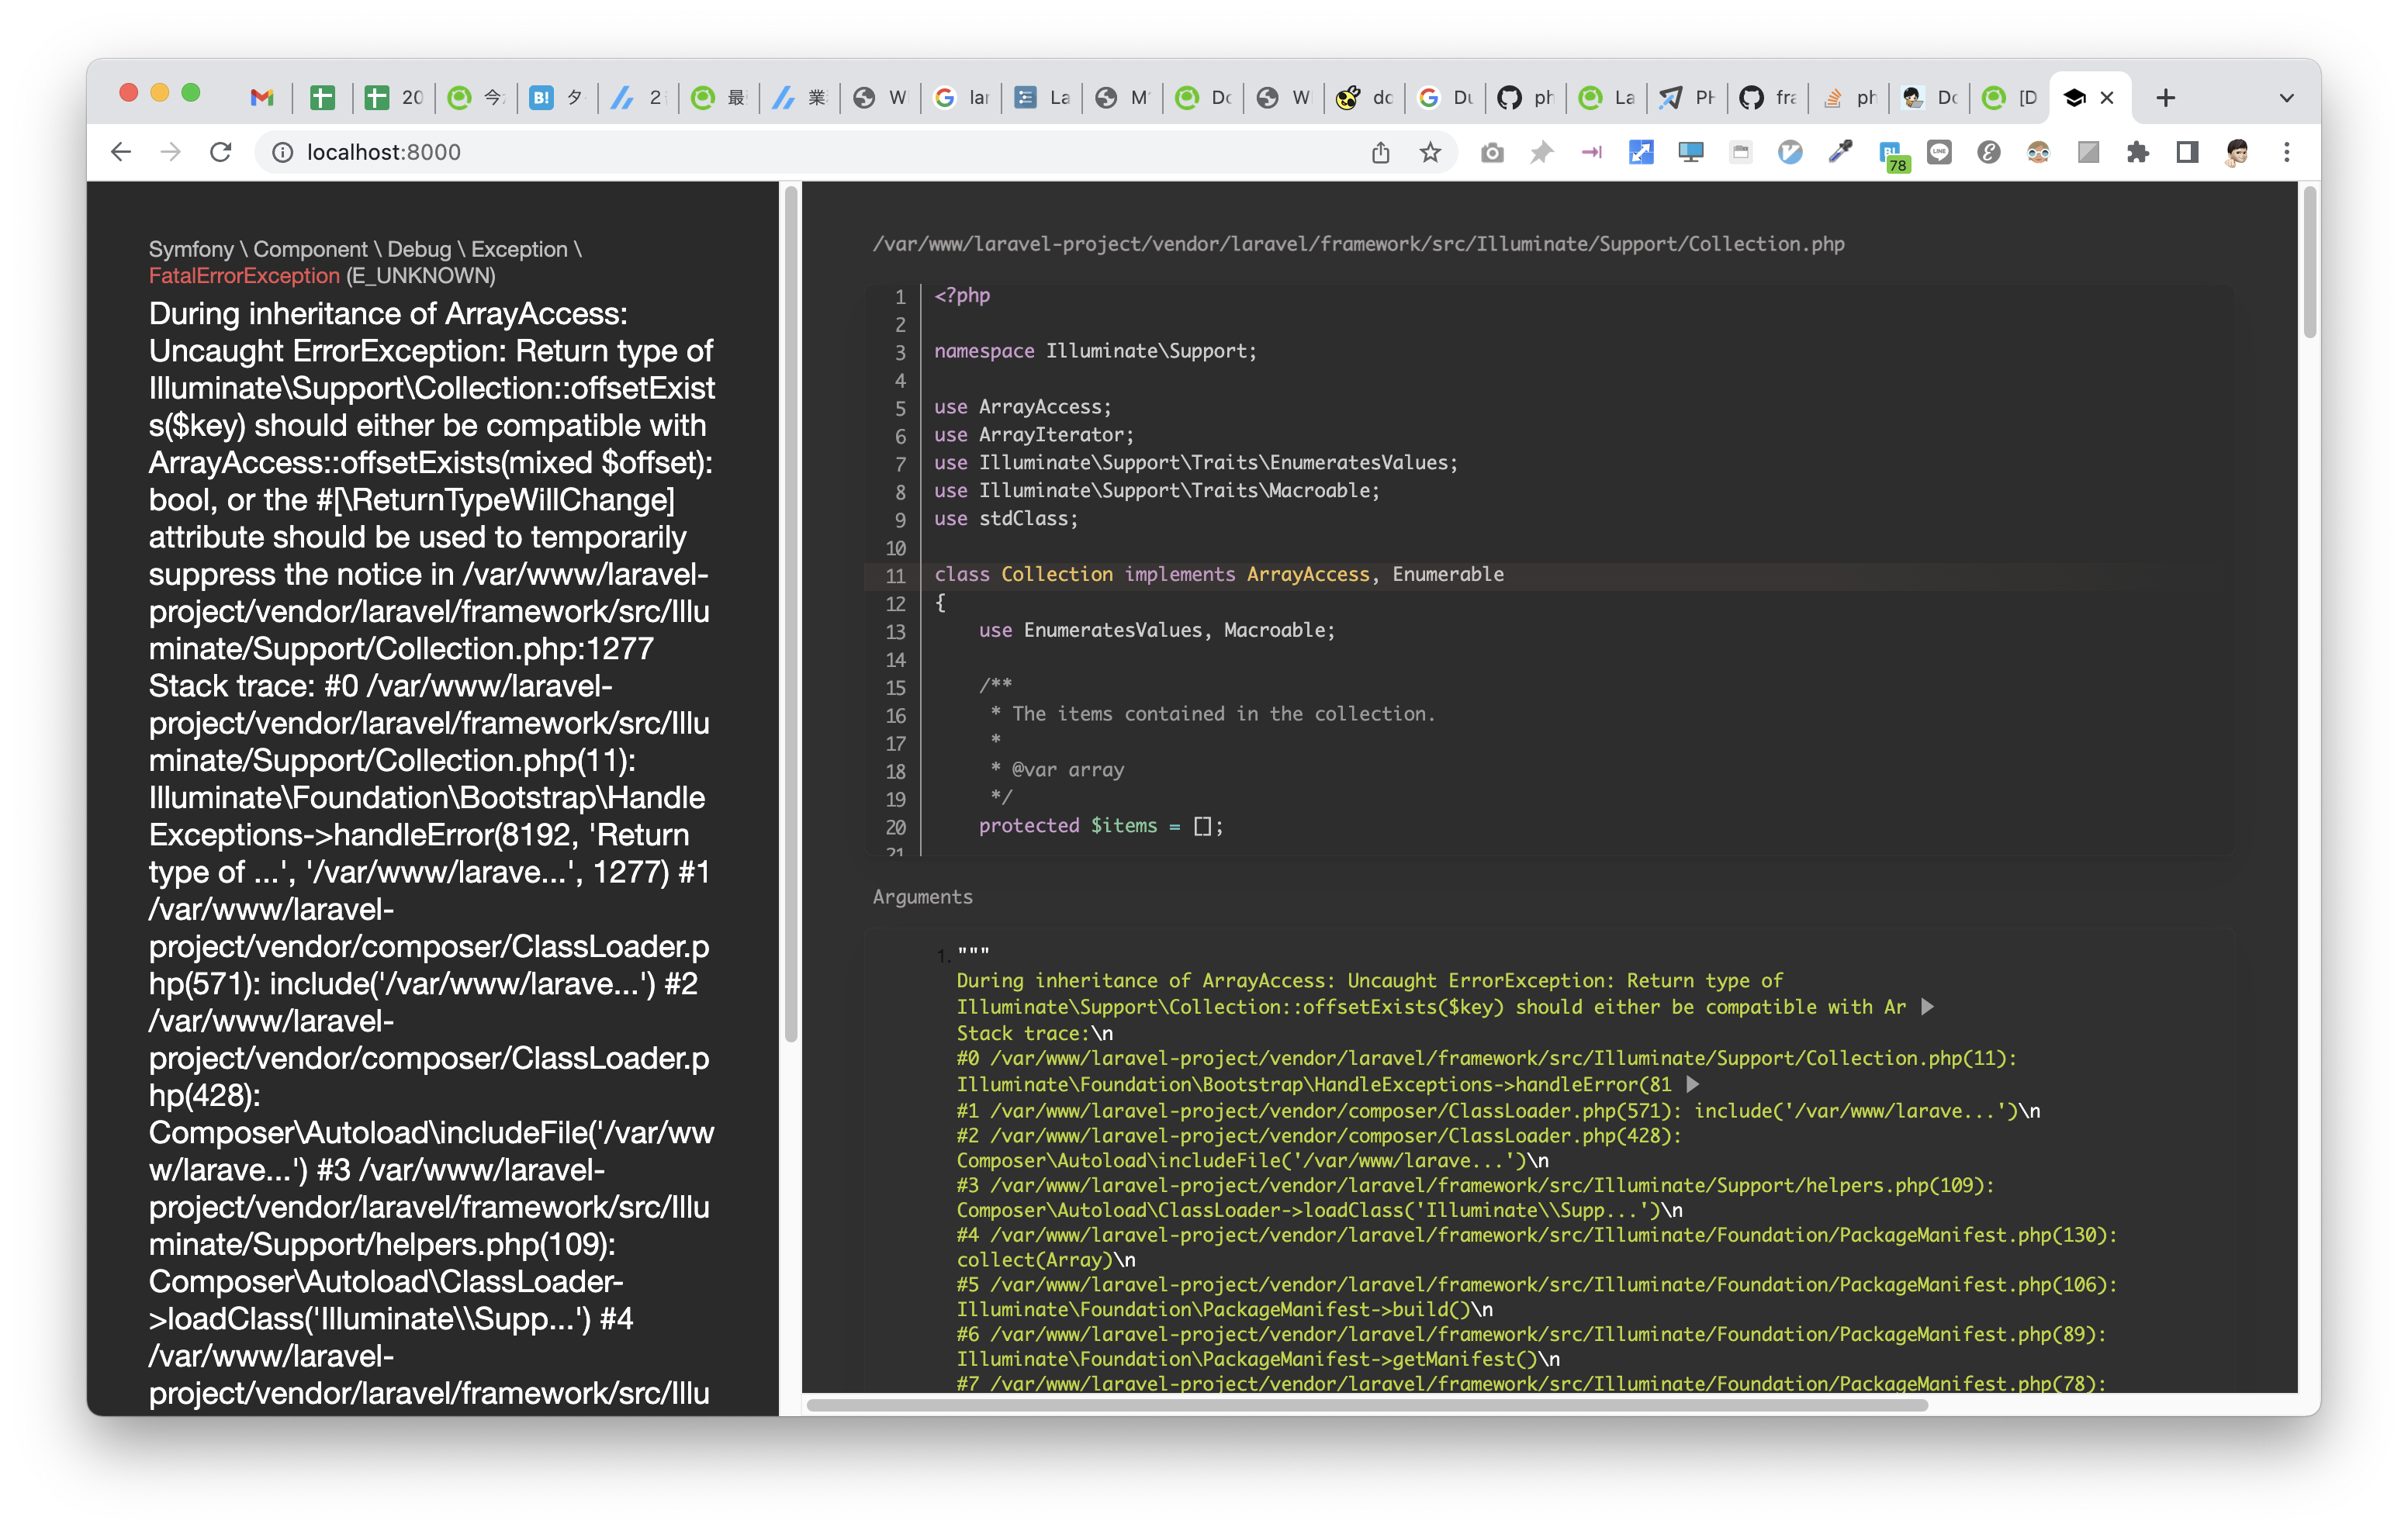 20
今
B!
タ
2
最
業
W
lar
La
M
Do
W
dc
Du
ph
La
PH
fra
ph
Do
[D
localhost:8000
78
LINE
Symfony \ Component \ Debug \ Exception \
FatalErrorException (E_UNKNOWN)
During inheritance of ArrayAccess:
Uncaught ErrorException: Return type of
Illuminate\Support\Collection::offsetExist
s($key) should either be compatible with
ArrayAccess::offsetExists(mixed $offset):
bool, or the #[\ReturnTypeWillChange]
attribute should be used to temporarily
suppress the notice in /var/www/laravel-
project/vendor/laravel/framework/src/Illu
minate/Support/Collection.php:1277
Stack trace: #0 /var/www/laravel-
project/vendor/laravel/framework/src/Illu
minate/Support/Collection.php(11):
Illuminate\Foundation\Bootstrap\Handle
Exceptions->handleError(8192, 'Return
type of ...', '/var/www/larave...', 1277) #1
/var/www/laravel-
project/vendor/composer/ClassLoader.p
hp(571): include('/var/www/larave...') #2
/var/www/laravel-
project/vendor/composer/ClassLoader.p
hp(428):
Composer\Autoload\includeFile('/var/ww
w/larave...') #3 /var/www/laravel-
project/vendor/laravel/framework/src/Illu
minate/Support/helpers.php(109):
Composer\Autoload\ClassLoader-
>loadClass('Illuminate\\Supp...') #4
/var/www/laravel-
project/vendor/laravel/framework/src/Illu
/var/www/laravel-project/vendor/laravel/framework/src/Illuminate/Support/Collection.php
1 <?php
2
3 namespace Illuminate\Support;
4
5 use ArrayAccess;
6 use ArrayIterator;
7 use Illuminate\Support\Traits\EnumeratesValues;
8 use Illuminate\Support\Traits\Macroable;
9 use stdClass;
10
11 class Collection implements ArrayAccess, Enumerable
12 {
13 use EnumeratesValues, Macroable;
14
15 /**
16 * The items contained in the collection.
17 *
18 * @var array
19 */
20 protected $items = [];
21
Arguments
1. """
During inheritance of ArrayAccess: Uncaught ErrorException: Return type of
Illuminate\Support\Collection::offsetExists($key) should either be compatible with Ar ▶
Stack trace:\n
#0 /var/www/laravel-project/vendor/laravel/framework/src/Illuminate/Support/Collection.php(11):
Illuminate\Foundation\Bootstrap\HandleExceptions->handleError(81 ▶
#1 /var/www/laravel-project/vendor/composer/ClassLoader.php(571): include('/var/www/larave...')\n
#2 /var/www/laravel-project/vendor/composer/ClassLoader.php(428):
Composer\Autoload\includeFile('/var/www/larave...')\n
#3 /var/www/laravel-project/vendor/laravel/framework/src/Illuminate/Support/helpers.php(109):
Composer\Autoload\ClassLoader->loadClass('Illuminate\\Supp...')\n
#4 /var/www/laravel-project/vendor/laravel/framework/src/Illuminate/Foundation/PackageManifest.php(130):
collect(Array)\n
#5 /var/www/laravel-project/vendor/laravel/framework/src/Illuminate/Foundation/PackageManifest.php(106):
Illuminate\Foundation\PackageManifest->build()\n
#6 /var/www/laravel-project/vendor/laravel/framework/src/Illuminate/Foundation/PackageManifest.php(89):
Illuminate\Foundation\PackageManifest->getManifest()\n
#7 /var/www/laravel-project/vendor/laravel/framework/src/Illuminate/Foundation/PackageManifest.php(78):